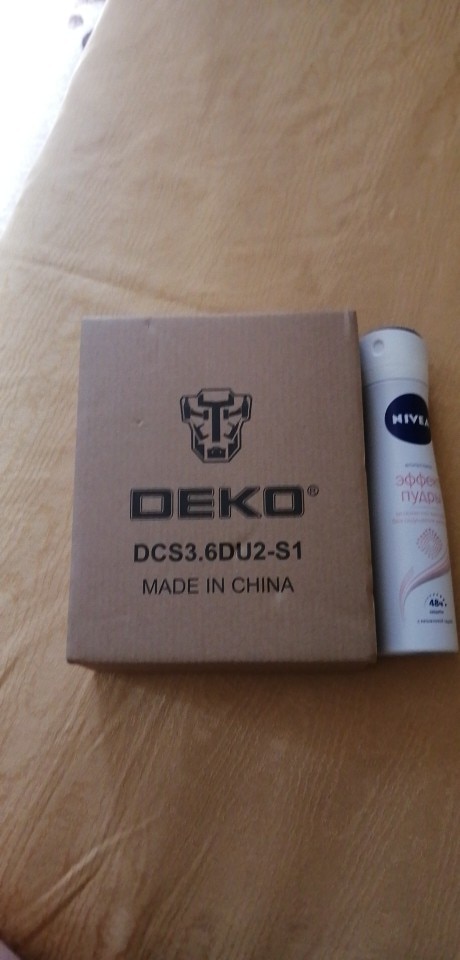 DEKO®
DCS3.6DU2-S1
MADE IN CHINA
NIVEA
эффект
пудры
48ч